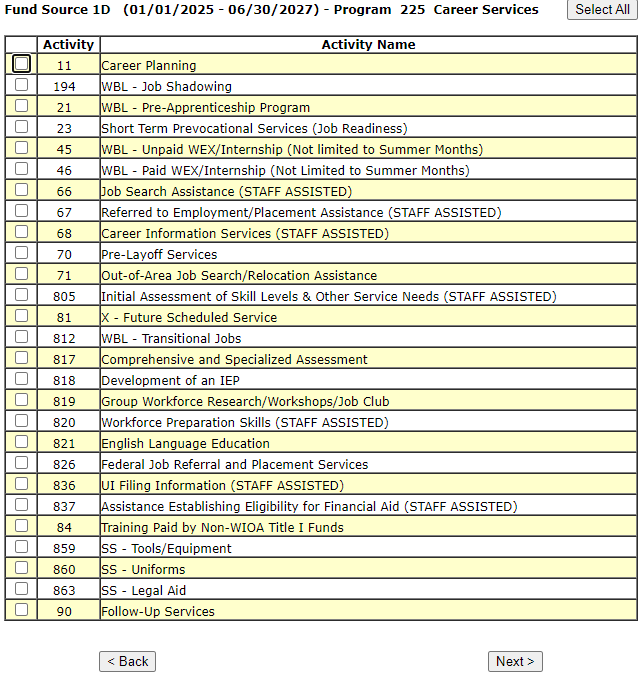 Fund Source 1D (01/01/2025 - 06/30/2027) - Program 225 Career Services Select All
Activity Activity Name
11 Career Planning
194 WBL - Job Shadowing
21 WBL - Pre-Apprenticeship Program
23 Short Term Prevocational Services (Job Readiness)
45 WBL - Unpaid WEX/Internship (Not limited to Summer Months)
46 WBL - Paid WEX/Internship (Not Limited to Summer Months)
66 Job Search Assistance (STAFF ASSISTED)
67 Referred to Employment/Placement Assistance (STAFF ASSISTED)
68 Career Information Services (STAFF ASSISTED)
70 Pre-Layoff Services
71 Out-of-Area Job Search/Relocation Assistance
805 Initial Assessment of Skill Levels & Other Service Needs (STAFF ASSISTED)
81 X - Future Scheduled Service
812 WBL - Transitional Jobs
817 Comprehensive and Specialized Assessment
818 Development of an IEP
819 Group Workforce Research/Workshops/Job Club
820 Workforce Preparation Skills (STAFF ASSISTED)
821 English Language Education
826 Federal Job Referral and Placement Services
836 UI Filing Information (STAFF ASSISTED)
837 Assistance Establishing Eligibility for Financial Aid (STAFF ASSISTED)
84 Training Paid by Non-WIOA Title I Funds
859 SS - Tools/Equipment
860 SS - Uniforms
863 SS - Legal Aid
90 Follow-Up Services
< Back Next >